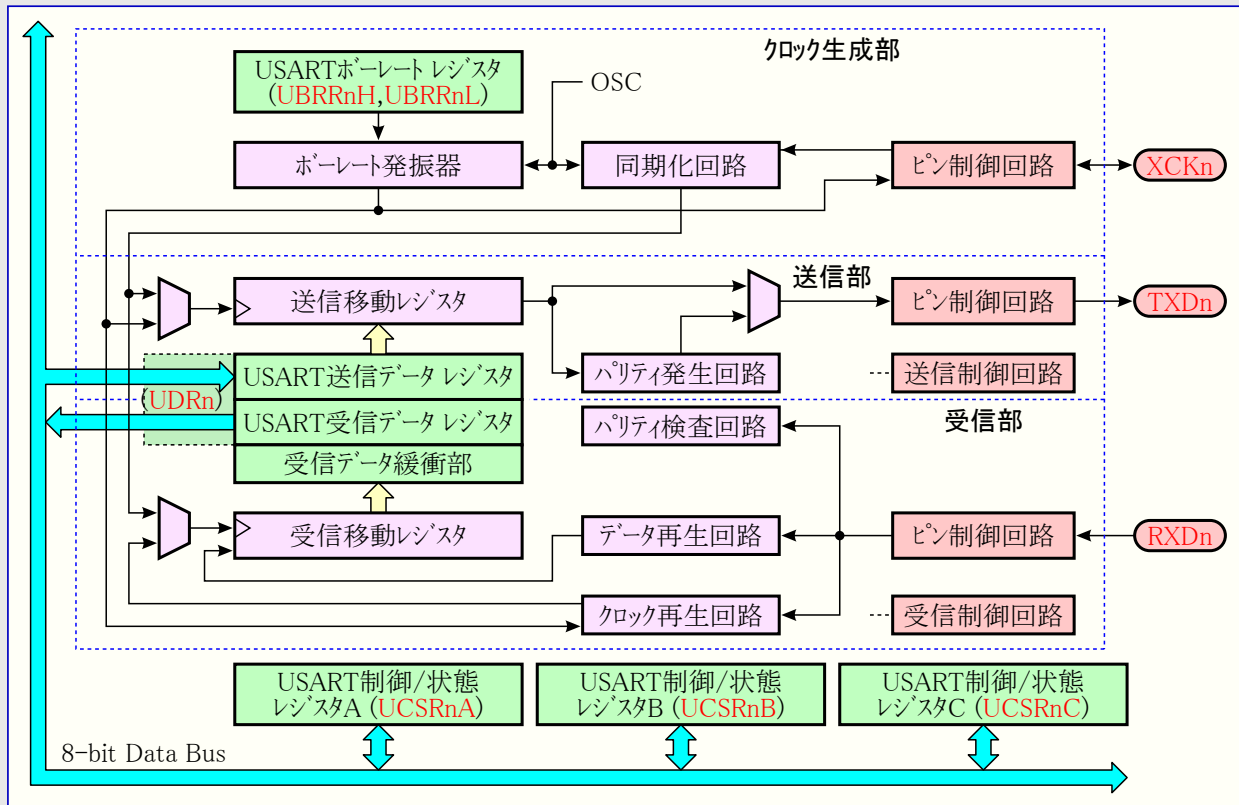 クロック生成部
USARTボーレート レジスタ
(UBRRnH,UBRRnL)
OSC
ボーレート発振器
同期化回路
ピン制御回路
XCKn
送信部
送信移動レジスタ
ピン制御回路
TXDn
USART送信データ レジスタ
パリティ発生回路
送信制御回路
(UDRn)
USART受信データ レジスタ
パリティ検査回路
受信部
受信データ緩衝部
受信移動レジスタ
データ再生回路
ピン制御回路
RXDn
クロック再生回路
受信制御回路
USART制御/状態
レジスタA (UCSRnA)
USART制御/状態
レジスタB (UCSRnB)
USART制御/状態
レジスタC (UCSRnC)
8-bit Data Bus